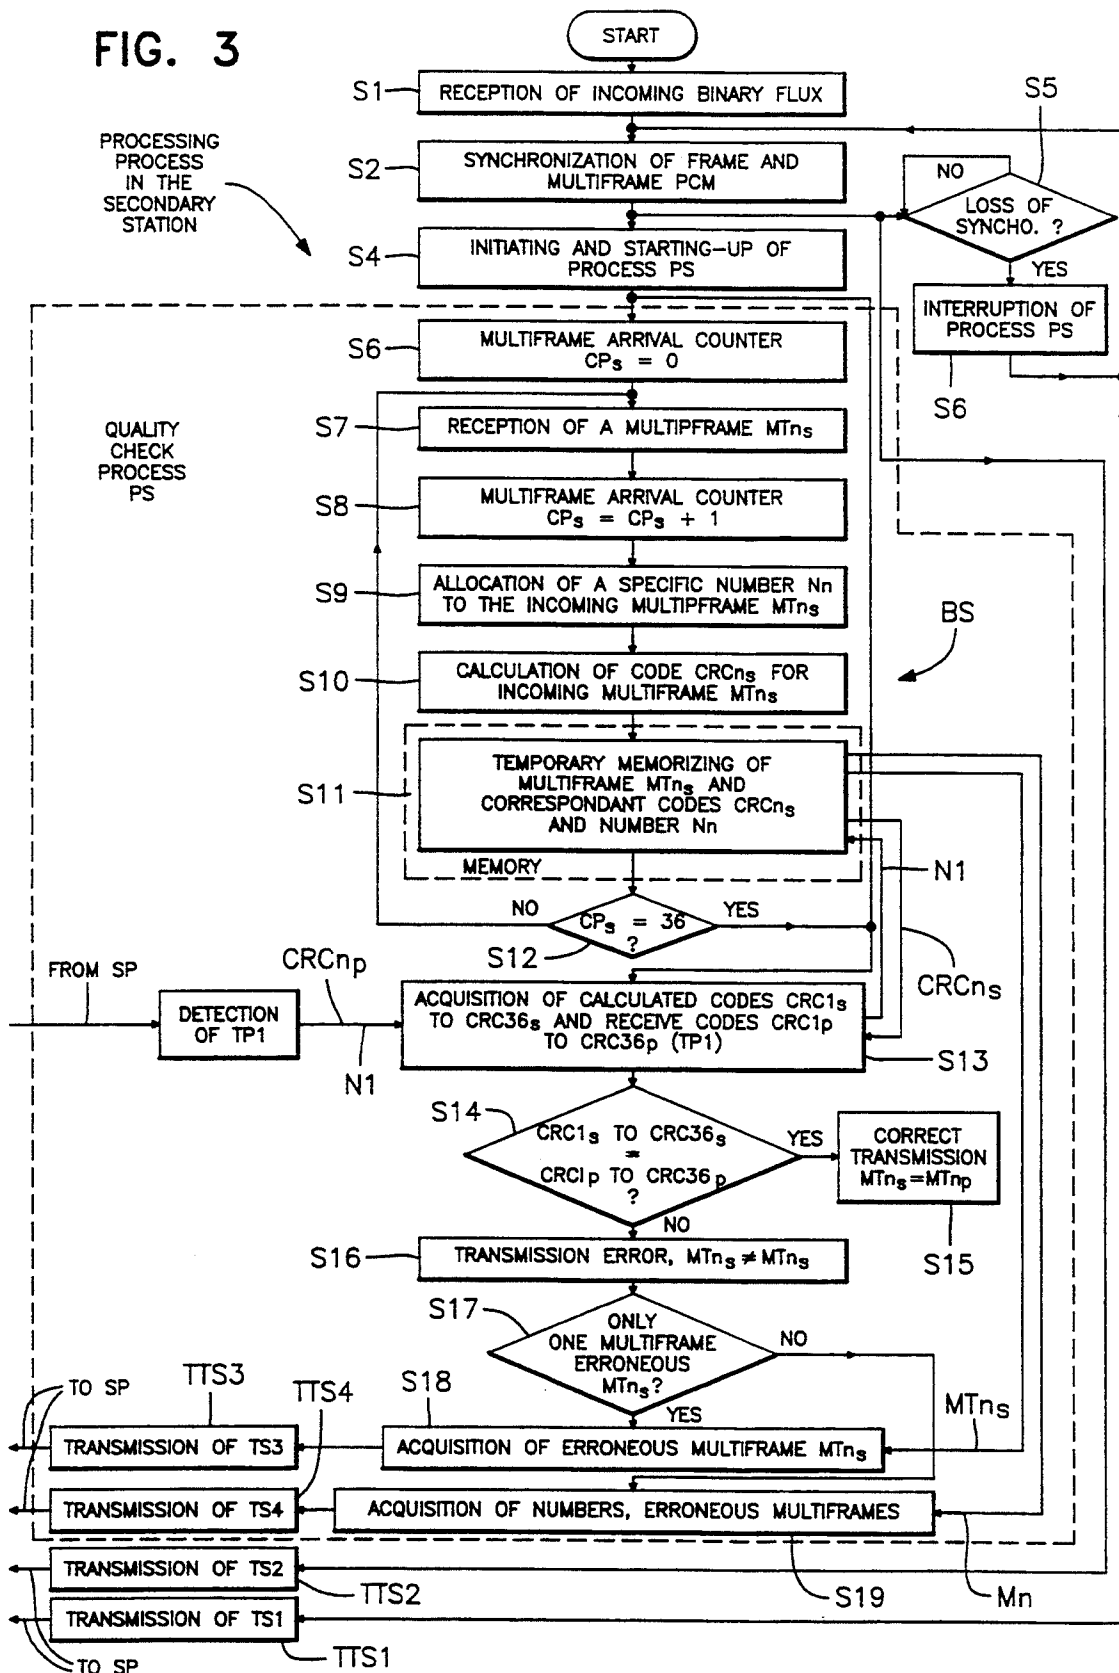 FIG. 3
START
S1
RECEPTION OF INCOMING BINARY FLUX
S5
PROCESSING
PROCESS
IN THE
SECONDARY
STATION
S2
SYNCHRONIZATION OF FRAME AND
MULTIFRAME PCM
NO
LOSS OF
SYNCHO. ?
YES
S4
INITIATING AND STARTING-UP OF
PROCESS PS
INTERRUPTION OF
PROCESS PS
S6
S6
MULTIFRAME ARRIVAL COUNTER
CPs = 0
QUALITY
CHECK
PROCESS
PS
S7
RECEPTION OF A MULTIPFRAME MTns
S8
MULTIFRAME ARRIVAL COUNTER
CPs = CPs + 1
S9
ALLOCATION OF A SPECIFIC NUMBER Nn
TO THE INCOMING MULTIPFRAME MTns
BS
S10
CALCULATION OF CODE CRCns FOR
INCOMING MULTIFRAME MTns
S11
TEMPORARY MEMORIZING OF
MULTIFRAME MTns AND
CORRESPONDANT CODES CRCns
AND NUMBER Nn
MEMORY
N1
NO
CPs = 36
?
YES
S12
CRCns
FROM SP
CRCnp
DETECTION
OF TP1
N1
ACQUISITION OF CALCULATED CODES CRC1s
TO CRC36s AND RECEIVE CODES CRC1p
TO CRC36p (TP1)
S13
S14
CRC1s TO CRC36s
=
CRCIp TO CRC36p
?
YES
CORRECT
TRANSMISSION
MTns=MTnp
S15
NO
S16
TRANSMISSION ERROR, MTns ≠ MTns
S17
ONLY
ONE MULTIFRAME
ERRONEOUS
MTns?
NO
YES
TO SP
TTS3
TTS4
S18
MTns
TRANSMISSION OF TS3
ACQUISITION OF ERRONEOUS MULTIFRAME MTns
TRANSMISSION OF TS4
ACQUISITION OF NUMBERS, ERRONEOUS MULTIFRAMES
TRANSMISSION OF TS2
TTS2
S19
Mn
TRANSMISSION OF TS1
TTS1
TO SP